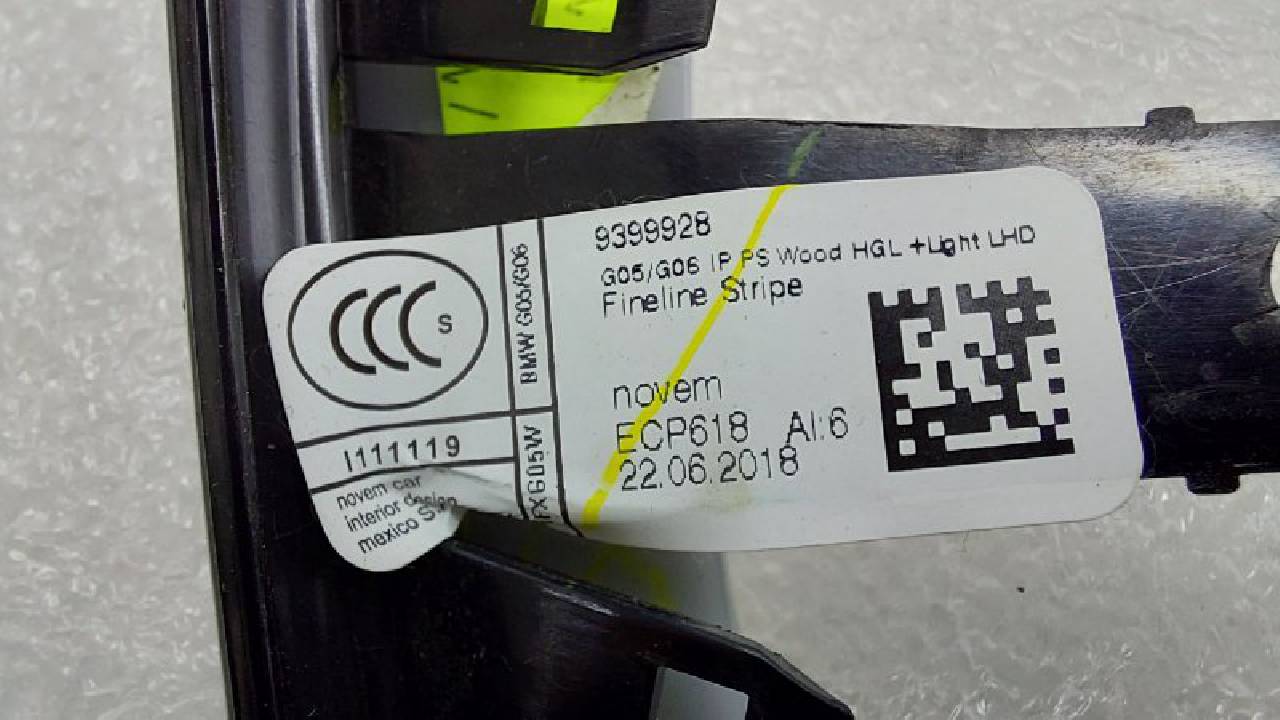 CCC S
I111119
novem car
interior design
mexico
BMW G05/G06
FXG05W
9399928
G05/G06 IP PS Wood HGL +Light LHD
Fineline Stripe
novem
ECP618 AI:6
22.06.2018